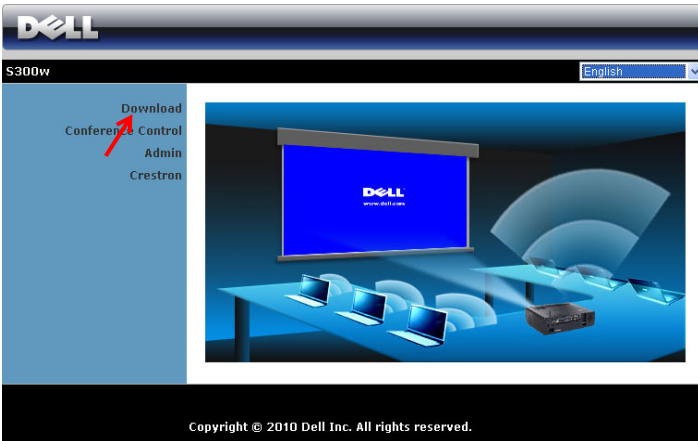 DELL
S300w
English
Download
Conference Control
Admin
Crestron
DELL
www.dell.com
Copyright © 2010 Dell Inc. All rights reserved.